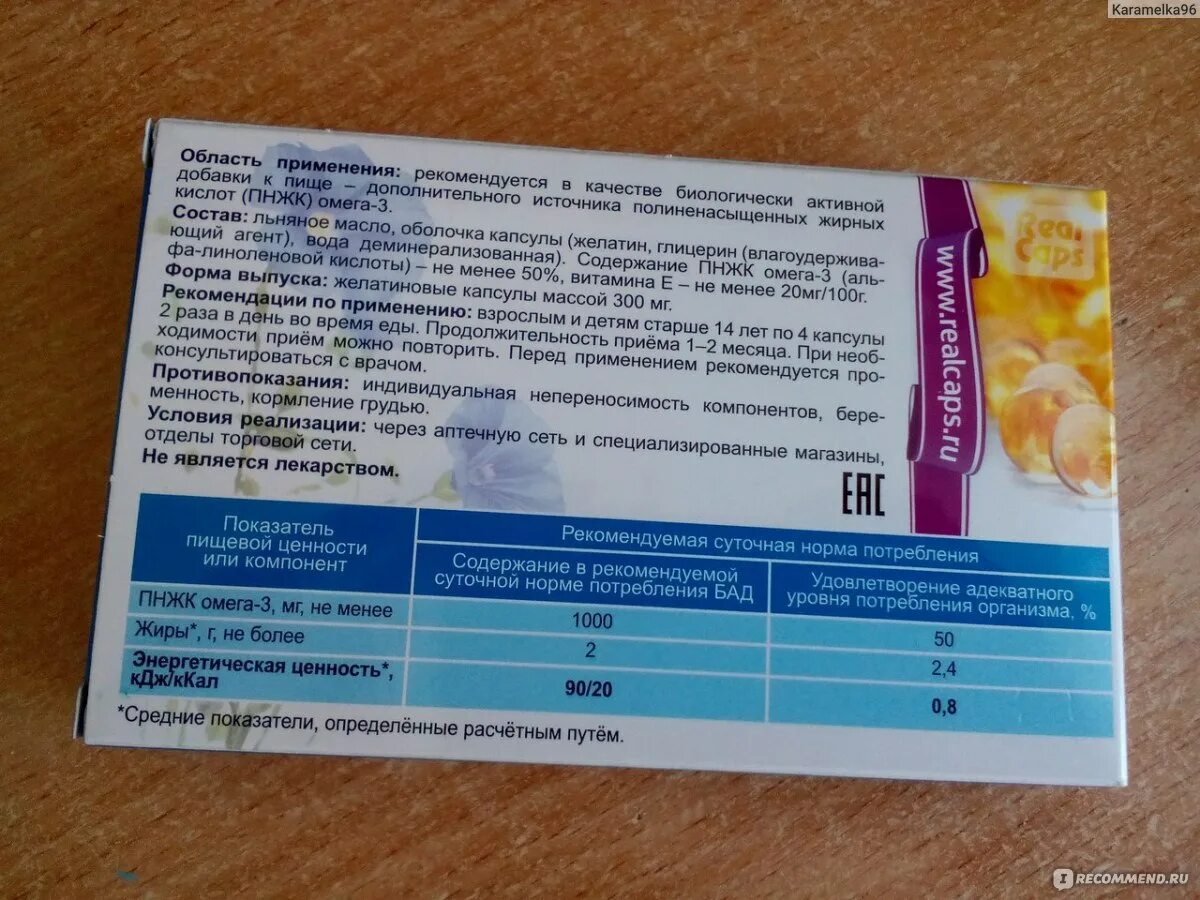 Karamelka96
Область применения: рекомендуется в качестве биологически активной
добавки к пище – дополнительного источника полиненасыщенных жирных
кислот (ПНЖК) омега-3.
Состав: льняное масло, оболочка капсулы (желатин, глицерин (влагоудержива-
ющий агент), вода деминерализованная). Содержание ПНЖК омега-3 (аль-
фа-линоленовой кислоты) – не менее 50%, витамина Е – не менее 20мг/100г.
Форма выпуска: желатиновые капсулы массой 300 мг.
Рекомендации по применению: взрослым и детям старше 14 лет по 4 капсулы
2 раза в день во время еды. Продолжительность приёма 1–2 месяца. При необ-
ходимости приём можно повторить. Перед применением рекомендуется про-
консультироваться с врачом.
Противопоказания: индивидуальная непереносимость компонентов, бере-
менность, кормление грудью.
Условия реализации: через аптечную сеть и специализированные магазины,
отделы торговой сети.
Не является лекарством.
EAC
Real
Caps
www.realcaps.ru
Показатель
пищевой ценности
или компонент
Рекомендуемая суточная норма потребления
Содержание в рекомендуемой
суточной норме потребления БАД
Удовлетворение адекватного
уровня потребления организма, %
ПНЖК омега-3, мг, не менее 1000 50
Жиры*, г, не более 2 2,4
Энергетическая ценность*,
кДж/кКал 90/20 0,8
*Средние показатели, определённые расчётным путём.
I RECOMMEND.RU